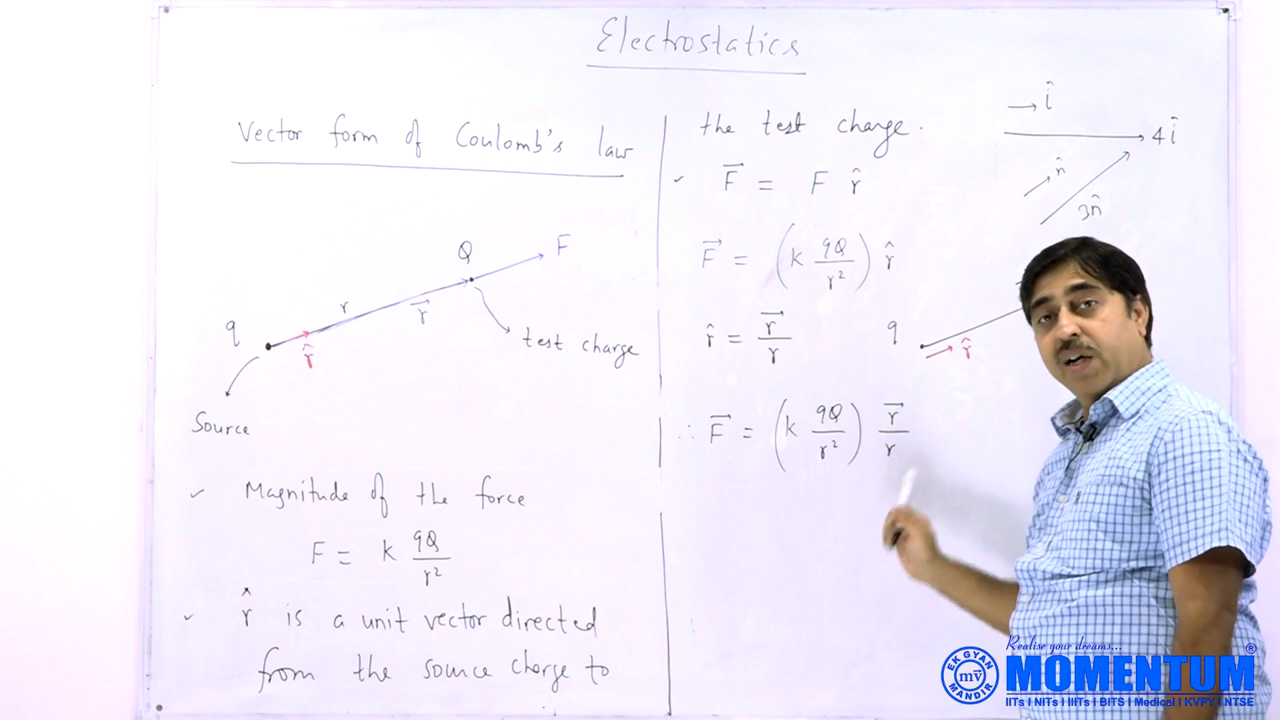 Electrostatics
Vector form of Coulomb's law
q
r
r⃗
r̂
Q
F
test charge
Source
✓ Magnitude of the force
F = k qQ/r²
✓ r̂ is a unit vector directed
from the source charge to
the test charge.
✓ F⃗ = F r̂
F⃗ = (k qQ/r²) r̂
r̂ = r⃗/r
∴ F⃗ = (k qQ/r²) r⃗/r
î
4î
n̂
3n̂
q
r̂
EK GYAN MANDIR
mv
Realise your dreams...
MOMENTUM®
IITs I NITs I IIITs I BITS I Medical I KVPY I NTSE